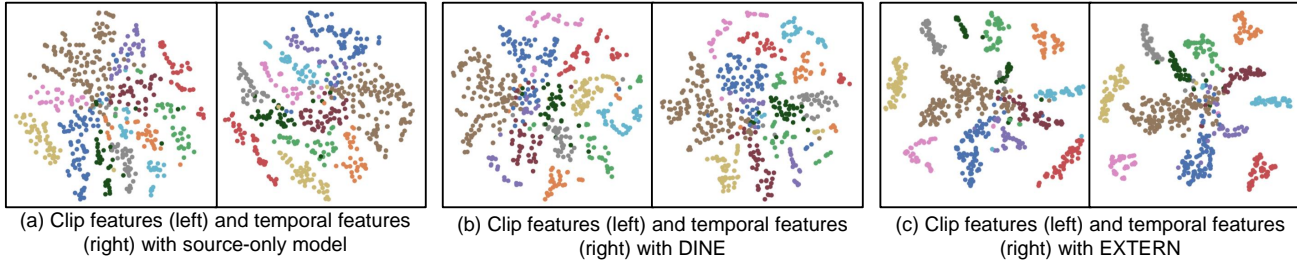 (a) Clip features (left) and temporal features
(right) with source-only model
(b) Clip features (left) and temporal features
(right) with DINE
(c) Clip features (left) and temporal features
(right) with EXTERN